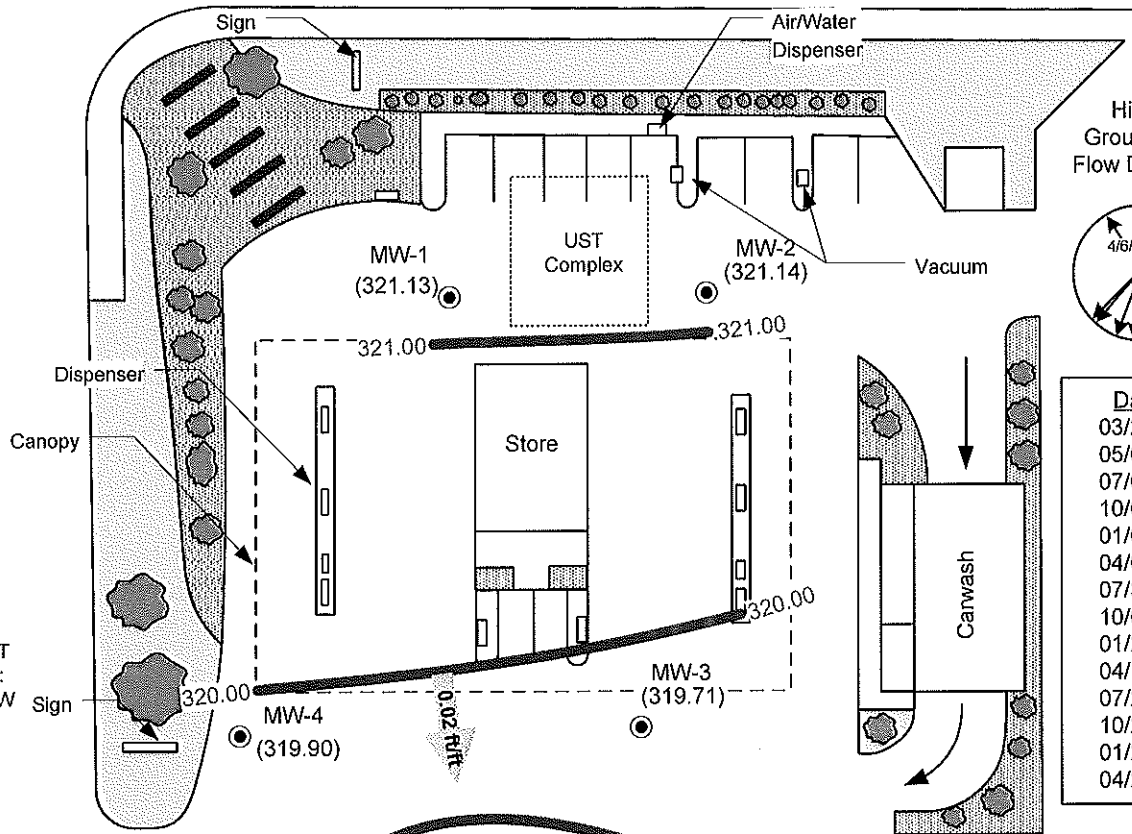 Sign
Air/Water
Dispenser
Hi
Grou
Flow D
MW-1
(321.13)
UST
Complex
MW-2
(321.14)
Vacuum
4/6/
321.00
321.00
Dispenser
Canopy
Store
Carwash
Da
03/
05/
07/
10/
01/
04/
07/
10/
01/
04/
07/
10/
01/
04/
320.00
320.00
T
:
W
Sign
MW-3
(319.71)
MW-4
(319.90)
0.02 ft/ft